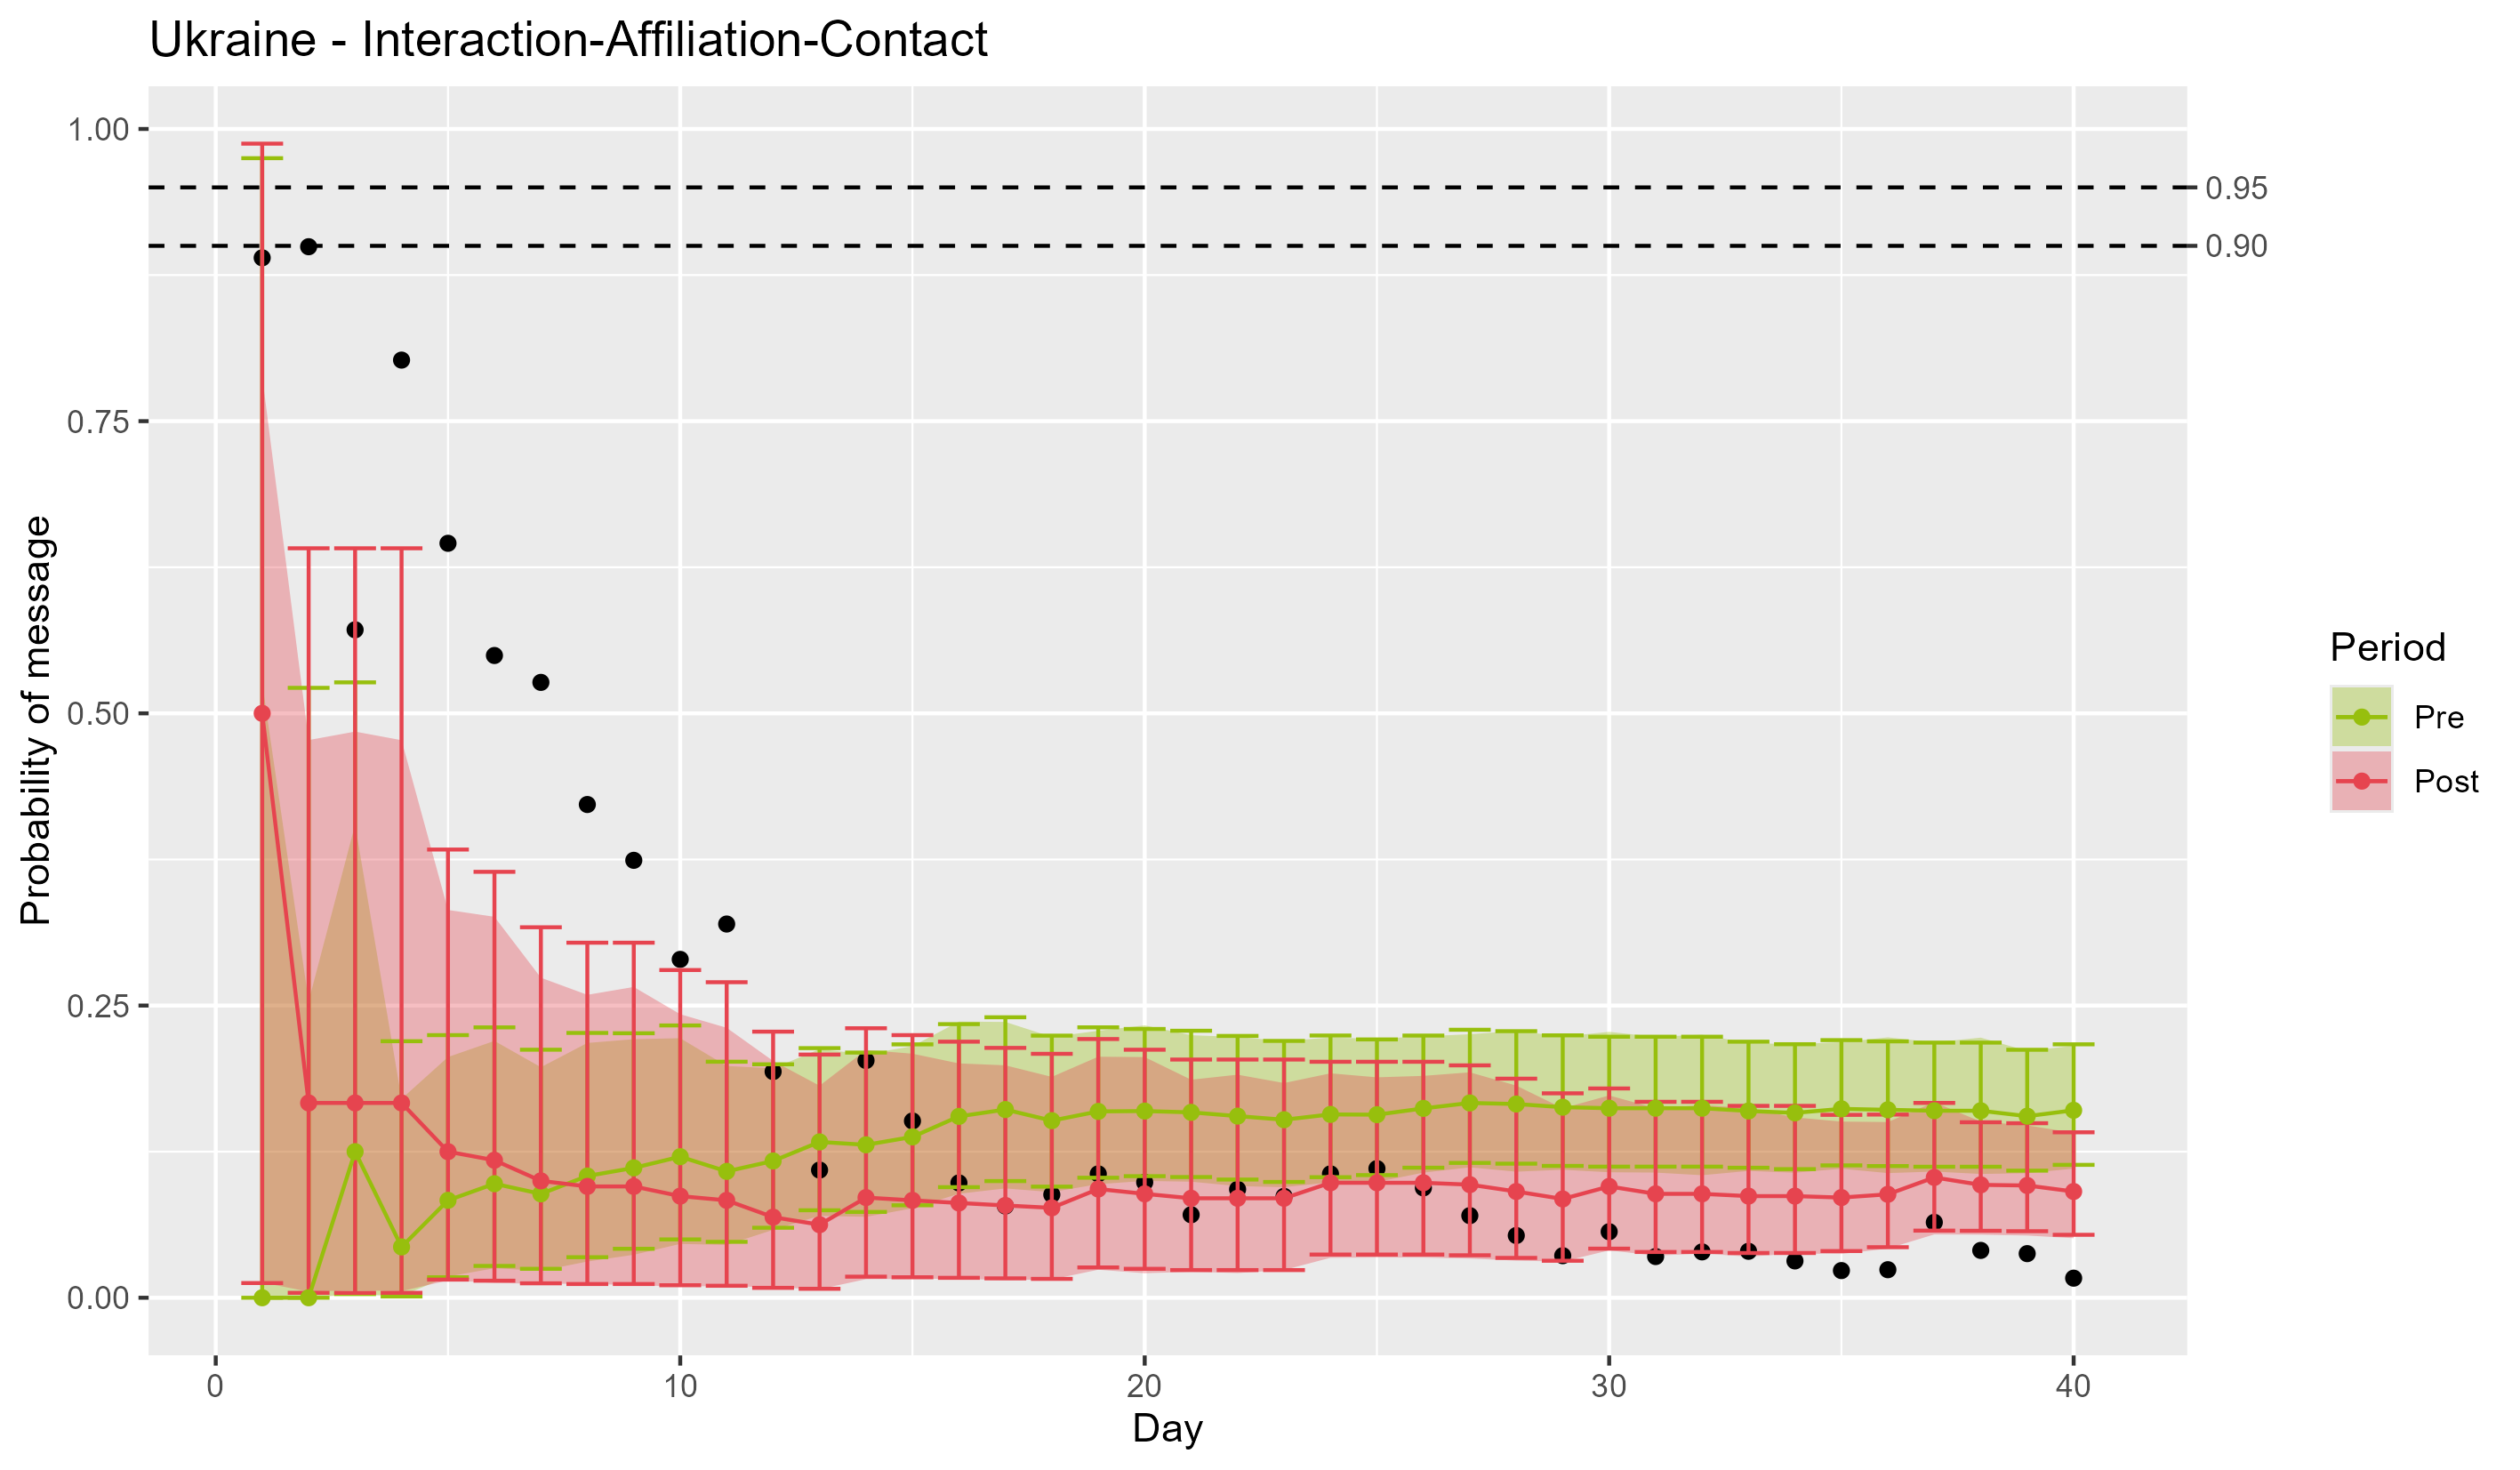 Ukraine - Interaction-Affiliation-Contact
1.00
0.75
0.50
0.25
0.00
Probability of message
0.95
0.90
0 10 20 30 40
Day
Period
Pre
Post